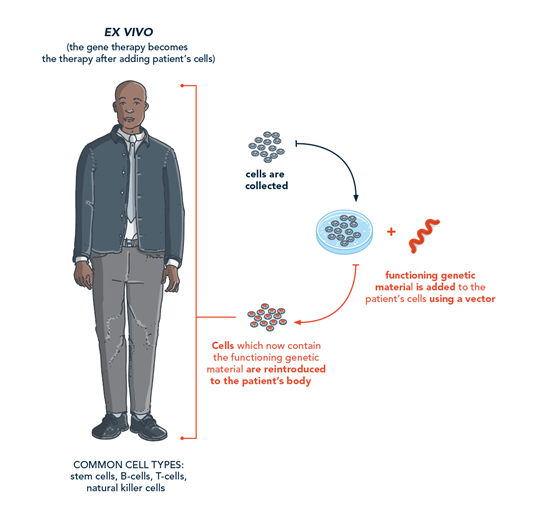 EX VIVO
(the gene therapy becomes
the therapy after adding patient's cells)
cells are
collected
+
functioning genetic
material is added to the
patient's cells using a vector
Cells which now contain
the functioning genetic
material are reintroduced
to the patient's body
COMMON CELL TYPES:
stem cells, B-cells, T-cells,
natural killer cells